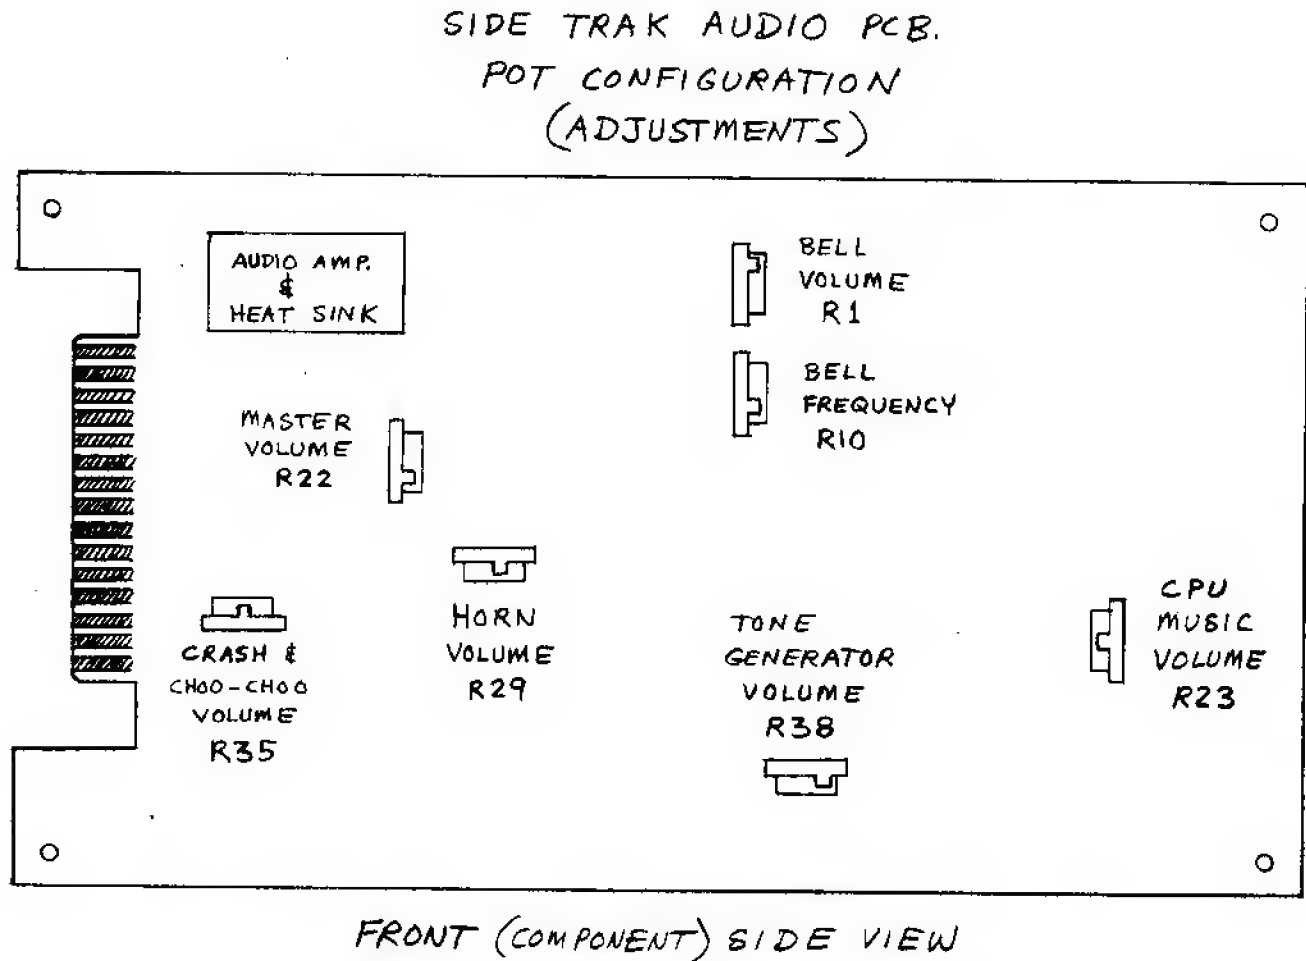 SIDE TRAK AUDIO PCB.
POT CONFIGURATION
(ADJUSTMENTS)
AUDIO AMP.
&
HEAT SINK
BELL
VOLUME
R1
BELL
FREQUENCY
R10
MASTER
VOLUME
R22
HORN
VOLUME
R29
CRASH &
CHOO-CHOO
VOLUME
R35
TONE
GENERATOR
VOLUME
R38
CPU
MUSIC
VOLUME
R23
FRONT (COMPONENT) SIDE VIEW